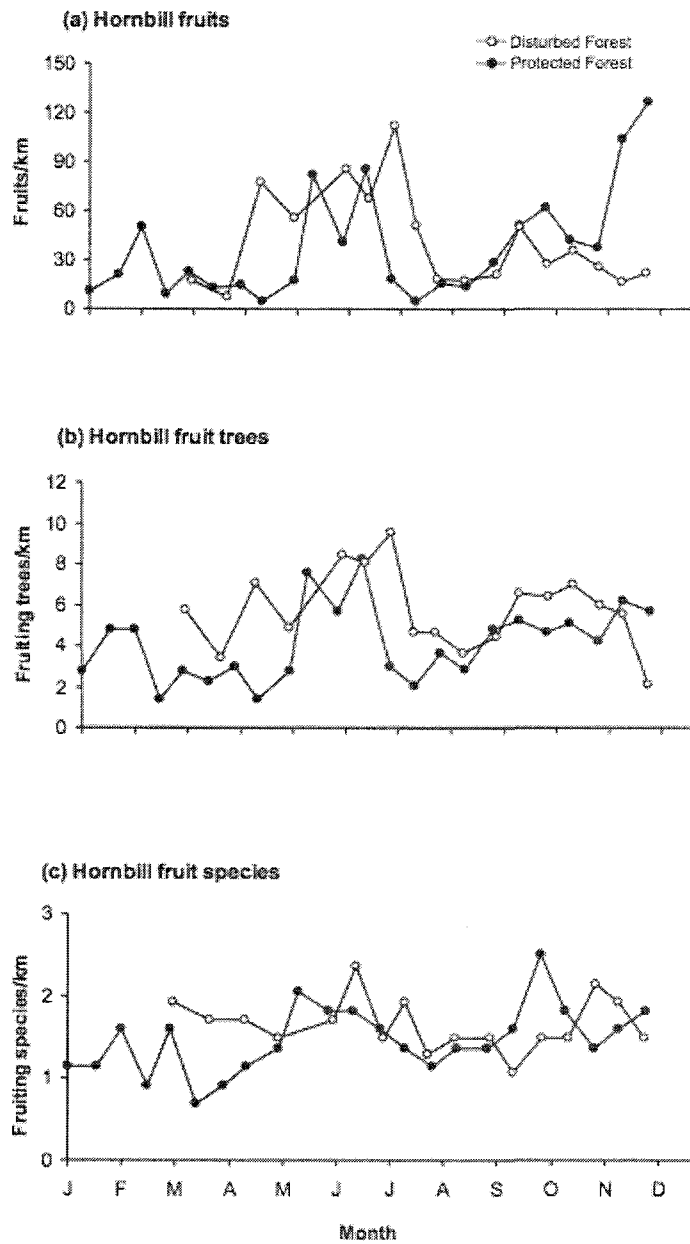 (a) Hornbill fruits
Disturbed Forest
Protected Forest
150
120
90
60
30
0
Fruits/km
(b) Hornbill fruit trees
12
10
8
6
4
2
0
Fruiting trees/km
(c) Hornbill fruit species
3
2
1
0
Fruiting species/km
J F M A M J J A S O N D
Month